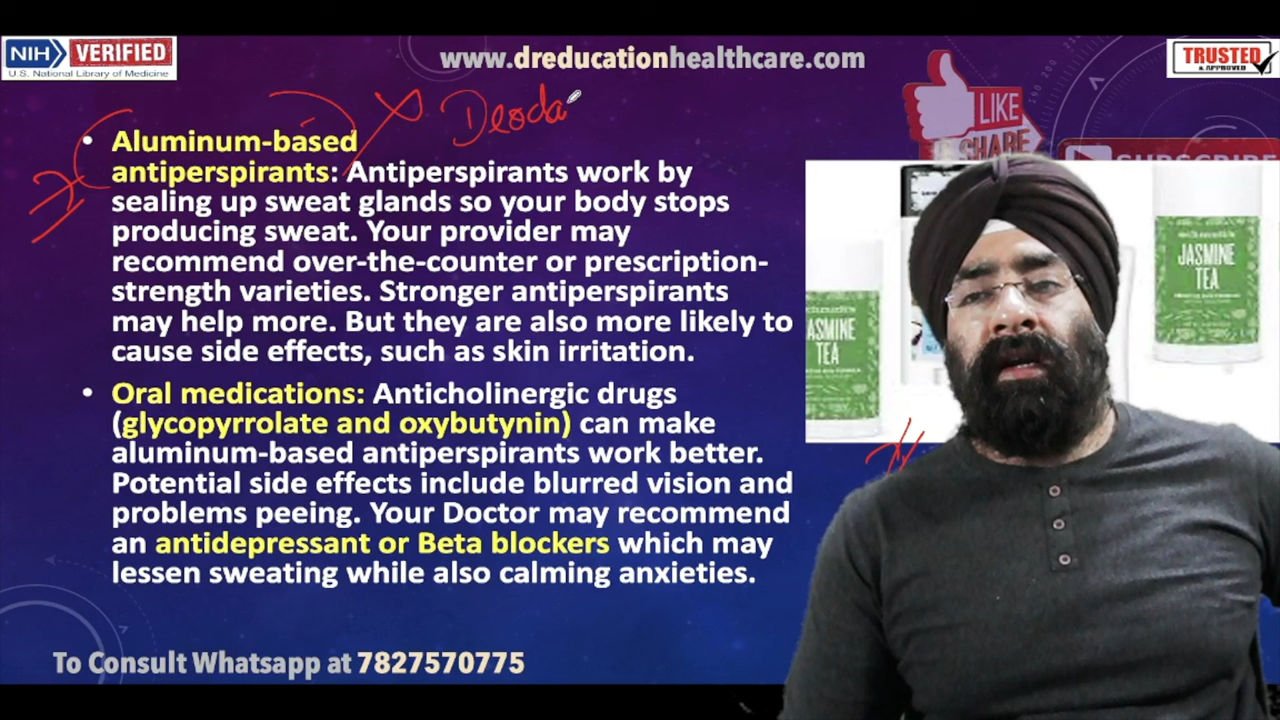 NIH VERIFIED
U.S. National Library of Medicine
www.dreducationhealthcare.com
TRUSTED
& APPROVED
LIKE
SHARE
SUBSCRIBE
Deoda
• Aluminum-based
antiperspirants: Antiperspirants work by
sealing up sweat glands so your body stops
producing sweat. Your provider may
recommend over-the-counter or prescription-
strength varieties. Stronger antiperspirants
may help more. But they are also more likely to
cause side effects, such as skin irritation.
• Oral medications: Anticholinergic drugs
(glycopyrrolate and oxybutynin) can make
aluminum-based antiperspirants work better.
Potential side effects include blurred vision and
problems peeing. Your Doctor may recommend
an antidepressant or Beta blockers which may
lessen sweating while also calming anxieties.
JASMINE
TEA
ASMINE
TEA
To Consult Whatsapp at 7827570775